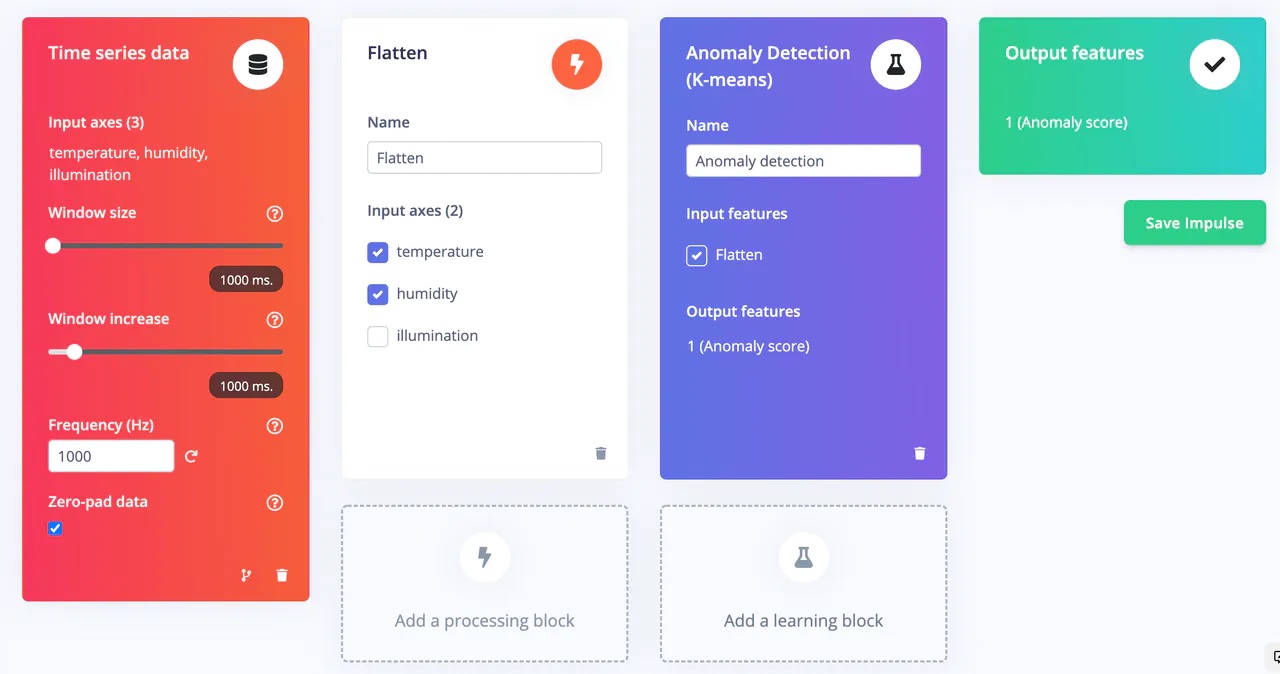 Time series data
Input axes (3)
temperature, humidity,
illumination
Window size
1000 ms.
Window increase
1000 ms.
Frequency (Hz)
1000
Zero-pad data
Flatten
Name
Flatten
Input axes (2)
temperature
humidity
illumination
Add a processing block
Anomaly Detection
(K-means)
Name
Anomaly detection
Input features
Flatten
Output features
1 (Anomaly score)
Add a learning block
Output features
1 (Anomaly score)
Save Impulse